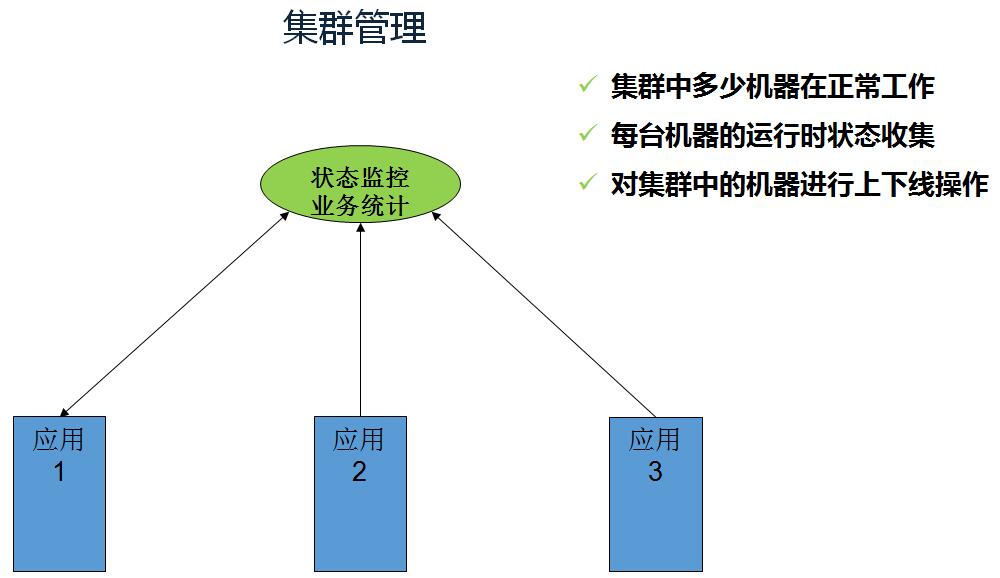 集群管理
集群中多少机器在正常工作
每台机器的运行时状态收集
对集群中的机器进行上下线操作
状态监控
业务统计
应用
1
应用
2
应用
3